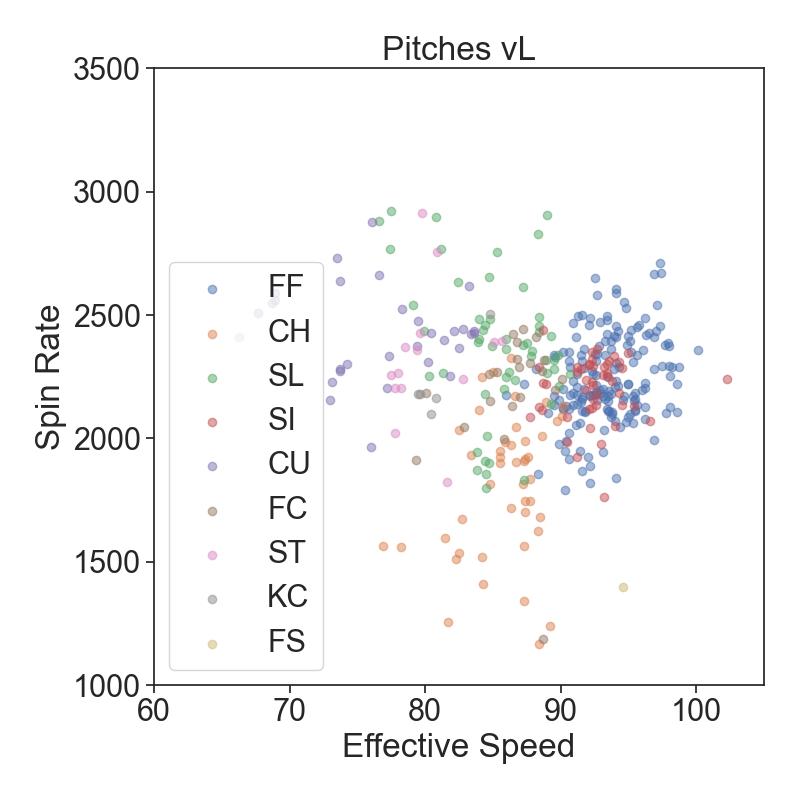 Pitches vL
3500
3000
2500
2000
1500
1000
Spin Rate
FF
CH
SL
SI
CU
FC
ST
KC
FS
60 70 80 90 100
Effective Speed